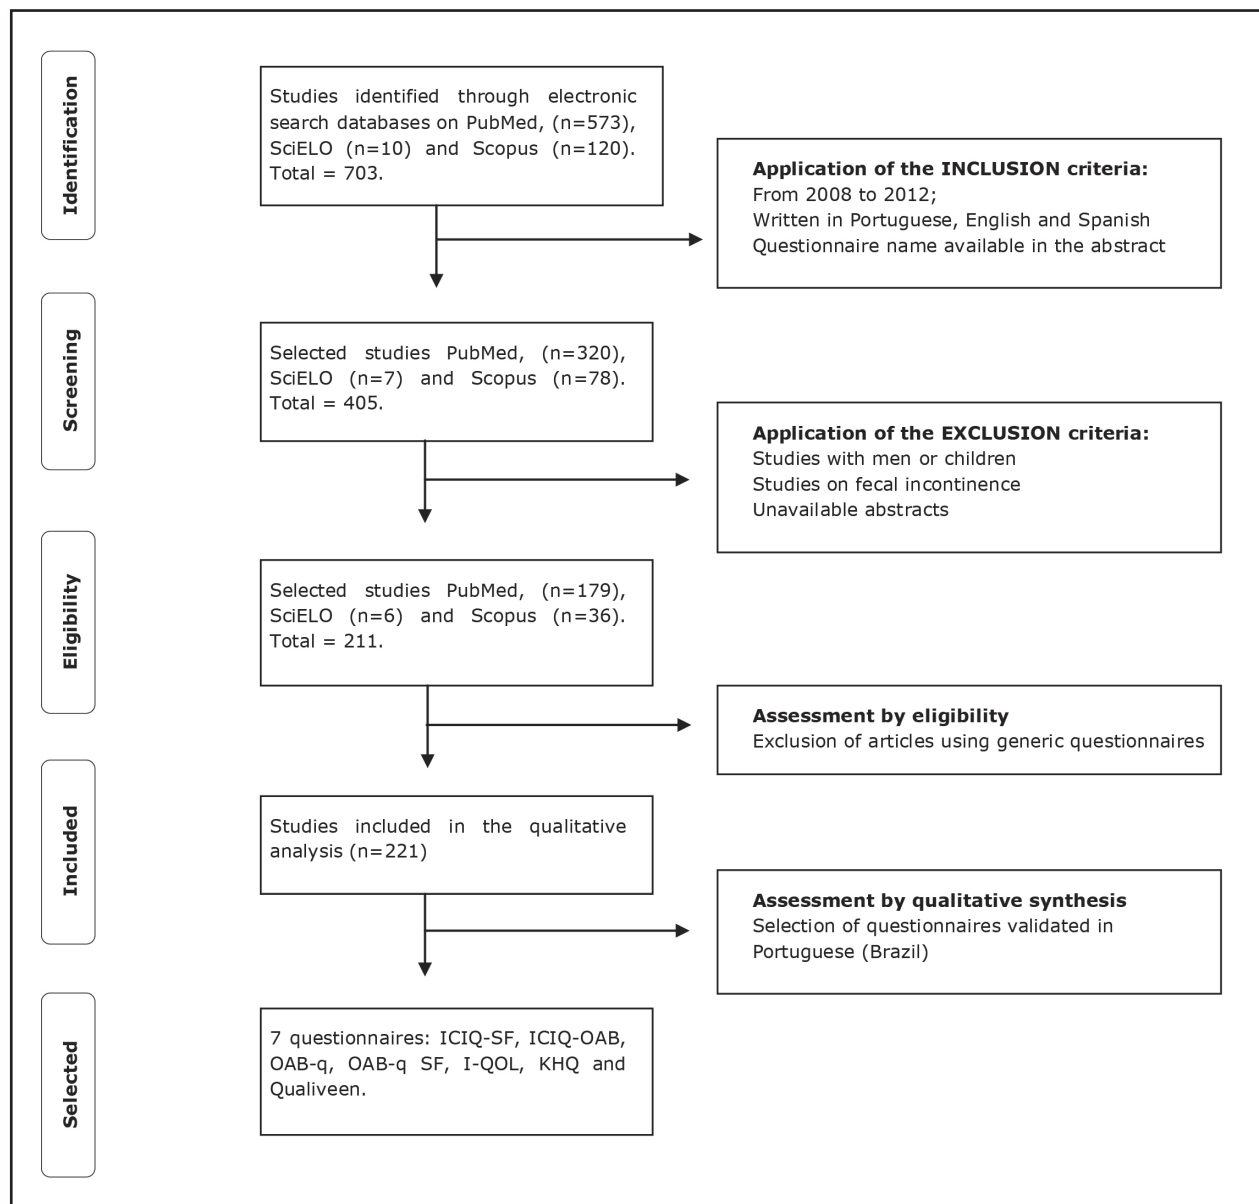 Identification
Studies identified through electronic
search databases on PubMed, (n=573),
SciELO (n=10) and Scopus (n=120).
Total = 703.
Application of the INCLUSION criteria:
From 2008 to 2012;
Written in Portuguese, English and Spanish
Questionnaire name available in the abstract
Screening
Selected studies PubMed, (n=320),
SciELO (n=7) and Scopus (n=78).
Total = 405.
Application of the EXCLUSION criteria:
Studies with men or children
Studies on fecal incontinence
Unavailable abstracts
Eligibility
Selected studies PubMed, (n=179),
SciELO (n=6) and Scopus (n=36).
Total = 211.
Assessment by eligibility
Exclusion of articles using generic questionnaires
Included
Studies included in the qualitative
analysis (n=221)
Assessment by qualitative synthesis
Selection of questionnaires validated in
Portuguese (Brazil)
Selected
7 questionnaires: ICIQ-SF, ICIQ-OAB,
OAB-q, OAB-q SF, I-QOL, KHQ and
Qualiveen.